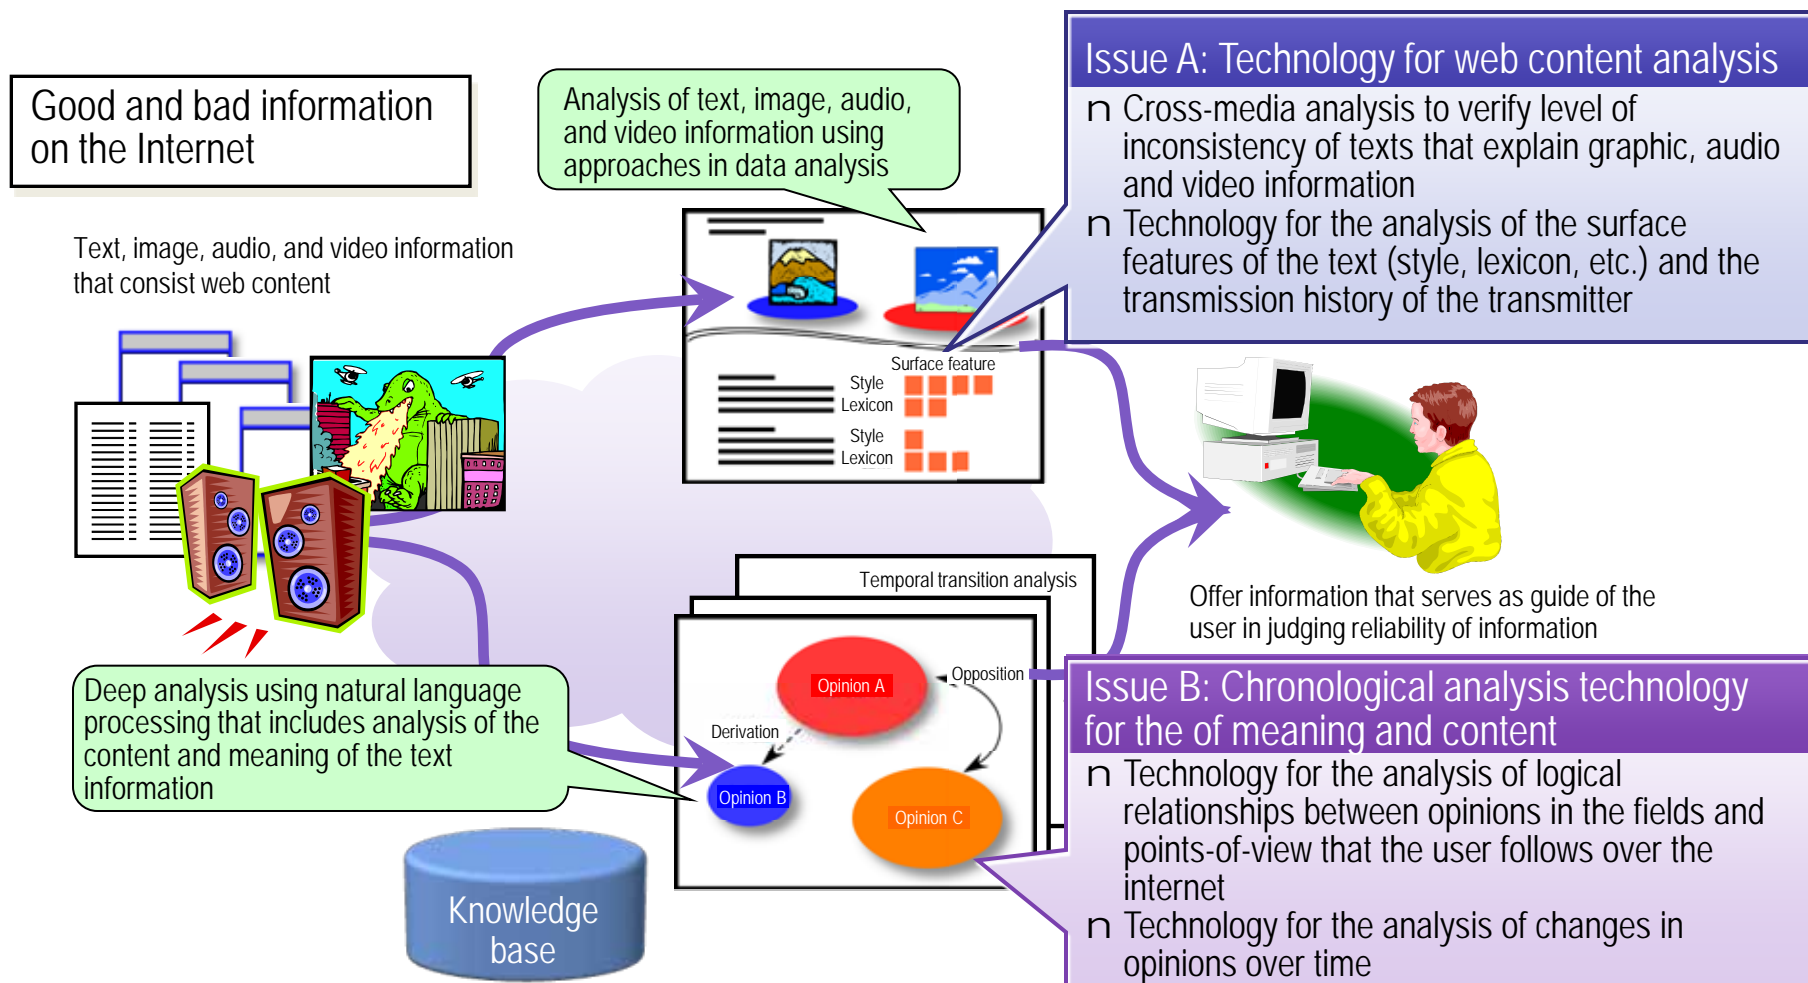 Good and bad information
on the Internet
Text, image, audio, and video information
that consist web content
Analysis of text, image, audio,
and video information using
approaches in data analysis
Issue A: Technology for web content analysis
n Cross-media analysis to verify level of
inconsistency of texts that explain graphic, audio
and video information
n Technology for the analysis of the surface
features of the text (style, lexicon, etc.) and the
transmission history of the transmitter
Surface feature
Style
Lexicon
Style
Lexicon
Offer information that serves as guide of the
user in judging reliability of information
Temporal transition analysis
Opinion A
Opposition
Derivation
Opinion B
Opinion C
Deep analysis using natural language
processing that includes analysis of the
content and meaning of the text
information
Knowledge
base
Issue B: Chronological analysis technology
for the of meaning and content
n Technology for the analysis of logical
relationships between opinions in the fields and
points-of-view that the user follows over the
internet
n Technology for the analysis of changes in
opinions over time